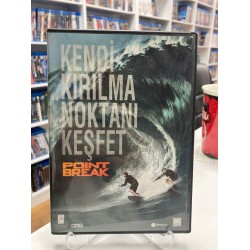 KENDİ
KIRILMA
NOKTANI
KEŞFET
POINT
BREAK